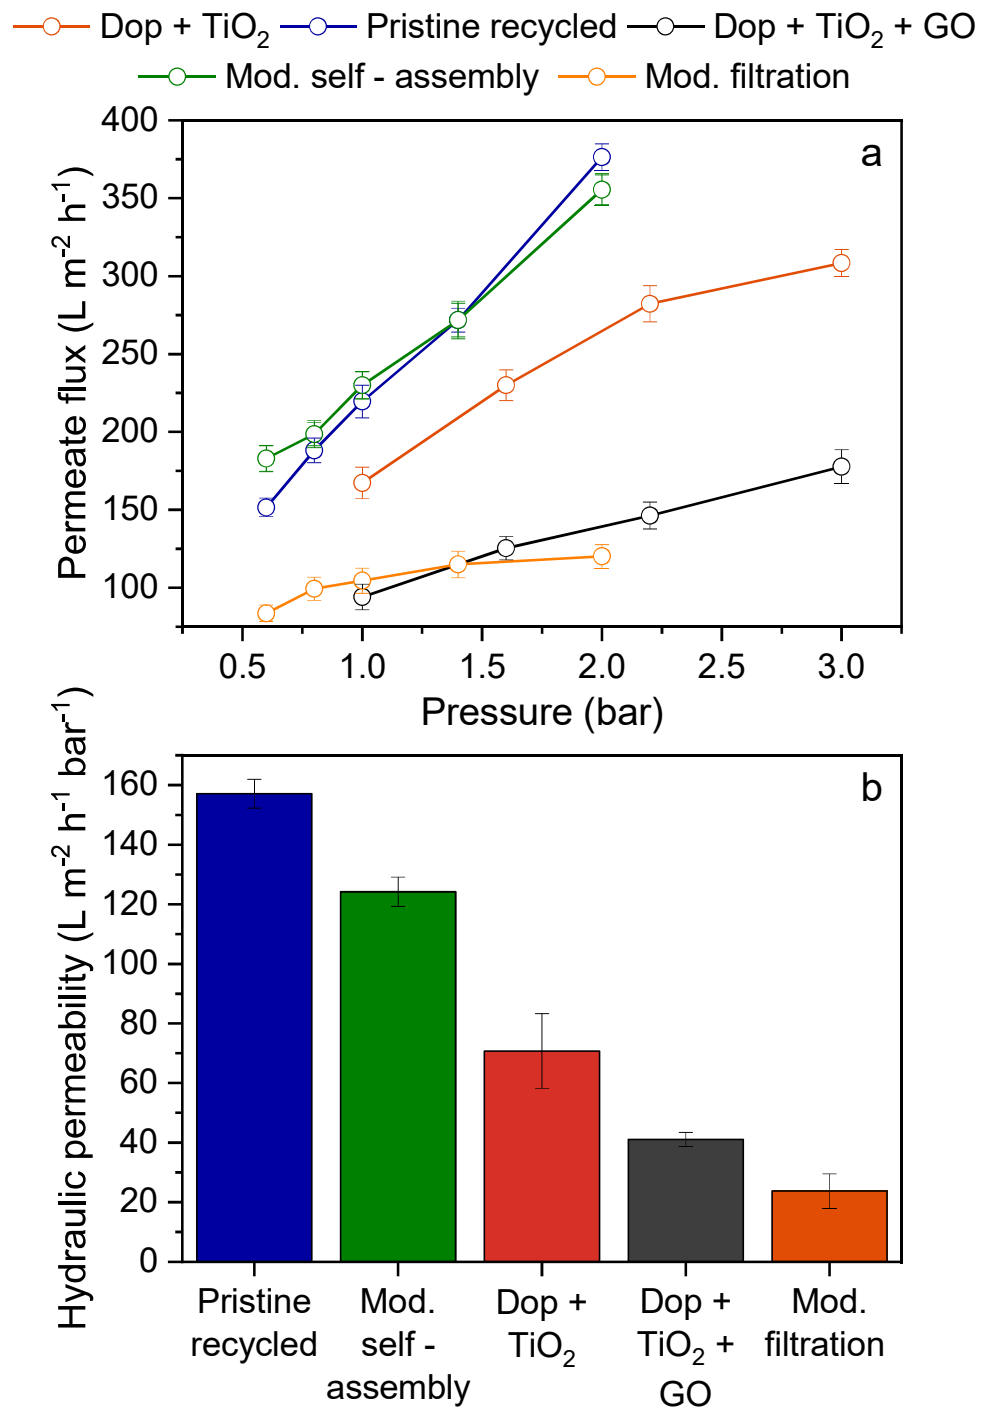 Dop + TiO₂ Pristine recycled Dop + TiO₂ + GO
Mod. self - assembly Mod. filtration
a
400
350
300
250
200
150
100
Permeate flux (L m⁻² h⁻¹)
0.5 1.0 1.5 2.0 2.5 3.0
Pressure (bar)
b
160
140
120
100
80
60
40
20
0
Hydraulic permeability (L m⁻² h⁻¹ bar⁻¹)
Pristine
recycled
Mod.
self -
assembly
Dop +
TiO₂
Dop +
TiO₂ +
GO
Mod.
filtration